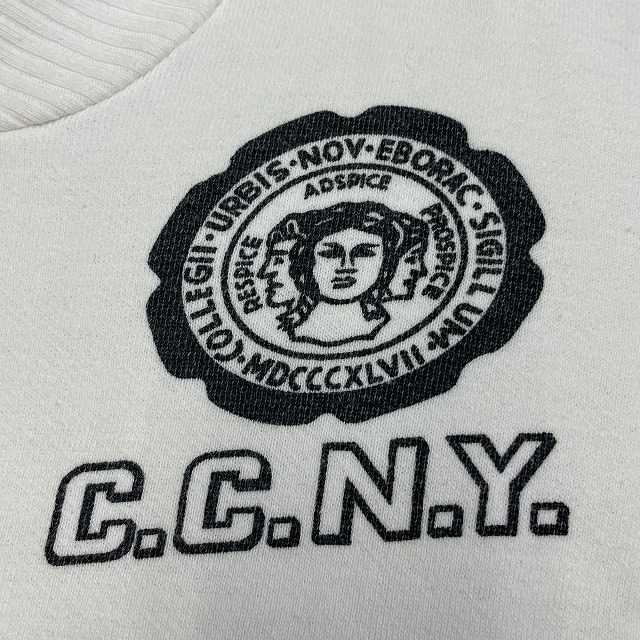 COLLEGII·URBIS·NOV·EBORAC·SIGILLUM·
MDCCCXLVII·
RESPICE
ADSPICE
PROSPICE
C.C.N.Y.